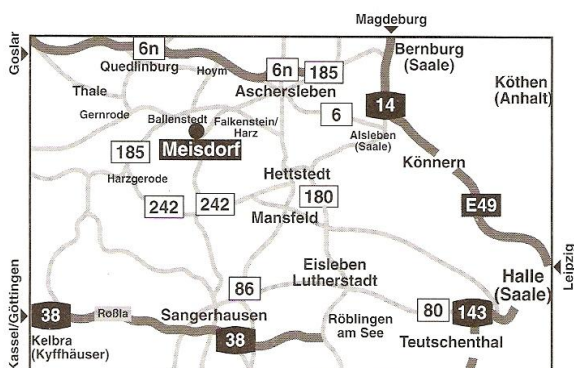 Magdeburg
Goslar
6n
Quedlinburg
Hoym
6n
185
Bernburg
(Saale)
Thale
Aschersleben
Köthen
(Anhalt)
Gernrode
Ballenstedt
Falkenstein/
Harz
6
14
Alsleben
(Saale)
Meisdorf
185
Könnern
Harzgerode
Hettstedt
242
242
180
E49
Mansfeld
Leipzig
Eisleben
Lutherstadt
Halle
(Saale)
86
Kassel/Göttingen
38
Roßla
Sangerhausen
38
Röblingen
am See
80
143
Teutschenthal
Kelbra
(Kyffhäuser)